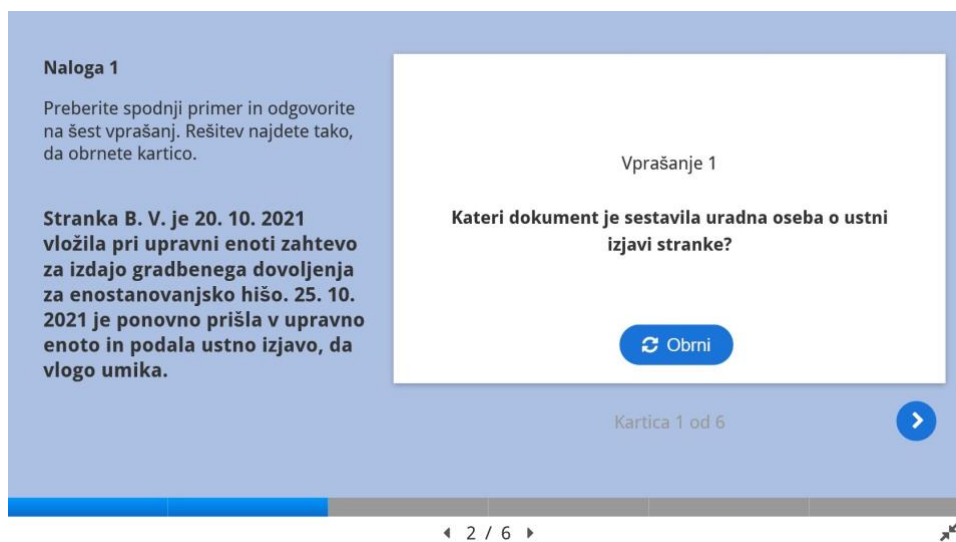 Naloga 1
Preberite spodnji primer in odgovorite
na šest vprašanj. Rešitev najdete tako,
da obrnete kartico.
Stranka B. V. je 20. 10. 2021
vložila pri upravni enoti zahtevo
za izdajo gradbenega dovoljenja
za enostanovanjsko hišo. 25. 10.
2021 je ponovno prišla v upravno
enoto in podala ustno izjavo, da
vlogo umika.
Vprašanje 1
Kateri dokument je sestavila uradna oseba o ustni
izjavi stranke?
Obrni
Kartica 1 od 6
2 / 6